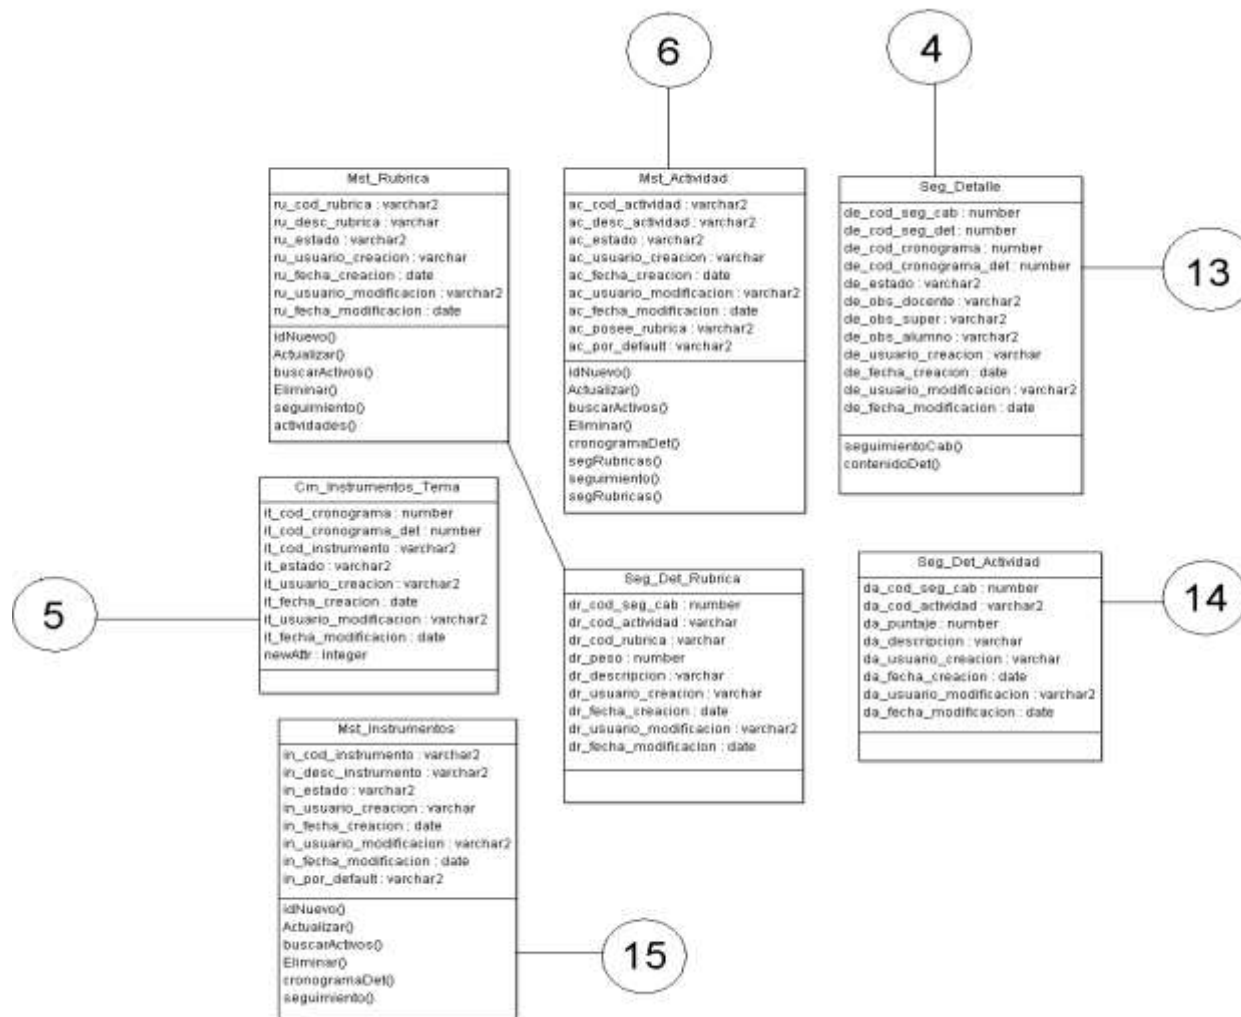 6
4
Mst_Rubrica
ru_cod_rubrica : varchar2
ru_desc_rubrica : varchar
ru_estado : varchar2
ru_usuario_creacion : varchar
ru_fecha_creacion : date
ru_usuario_modificacion : varchar2
ru_fecha_modificacion : date
idNuevo()
Actualizar()
buscarActivos()
Eliminar()
seguimiento()
actividades()
Mst_Actividad
ac_cod_actividad : varchar2
ac_desc_actividad : varchar2
ac_estado : varchar2
ac_usuario_creacion : varchar
ac_fecha_creacion : date
ac_usuario_modificacion : varchar2
ac_fecha_modificacion : date
ac_posee_rubrica : varchar2
ac_por_default : varchar2
idNuevo()
Actualizar()
buscarActivos()
Eliminar()
cronogramaDet()
segRubricas()
seguimiento()
segRubricas()
Seg_Detalle
de_cod_seg_cab : number
de_cod_seg_det : number
de_cod_cronograma : number
de_cod_cronograma_det : number
de_estado : varchar2
de_obs_docente : varchar2
de_obs_super : varchar2
de_obs_alumno : varchar2
de_usuario_creacion : varchar
de_fecha_creacion : date
de_usuario_modificacion : varchar2
de_fecha_modificacion : date
seguimientoCab()
contenidoDet()
13
Cm_Instrumentos_Tema
it_cod_cronograma : number
it_cod_cronograma_det : number
it_cod_instrumento : varchar2
it_estado : varchar2
it_usuario_creacion : varchar2
it_fecha_creacion : date
it_usuario_modificacion : varchar2
it_fecha_modificacion : date
newAttr : integer
5
Seg_Det_Rubrica
dr_cod_seg_cab : number
dr_cod_actividad : varchar
dr_cod_rubrica : varchar
dr_peso : number
dr_descripcion : varchar
dr_usuario_creacion : varchar
dr_fecha_creacion : date
dr_usuario_modificacion : varchar2
dr_fecha_modificacion : date
Seg_Det_Actividad
da_cod_seg_cab : number
da_cod_actividad : varchar2
da_puntaje : number
da_descripcion : varchar
da_usuario_creacion : varchar
da_fecha_creacion : date
da_usuario_modificacion : varchar2
da_fecha_modificacion : date
14
Mst_Instrumentos
in_cod_instrumento : varchar2
in_desc_instrumento : varchar2
in_estado : varchar2
in_usuario_creacion : varchar
in_fecha_creacion : date
in_usuario_modificacion : varchar2
in_fecha_modificacion : date
in_por_default : varchar2
idNuevo()
Actualizar()
buscarActivos()
Eliminar()
cronogramaDet()
seguimiento()
15